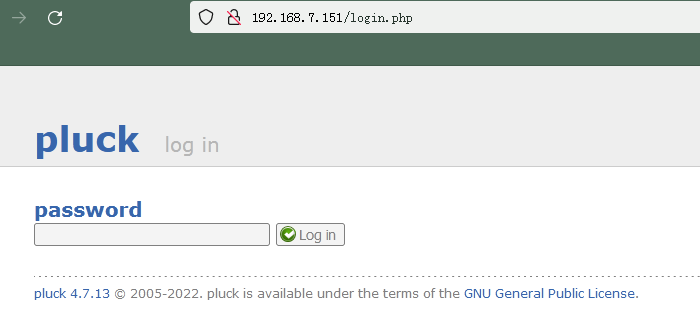 192.168.7.151/login.php
pluck log in
password
Log in
pluck 4.7.13 © 2005-2022. pluck is available under the terms of the GNU General Public License.